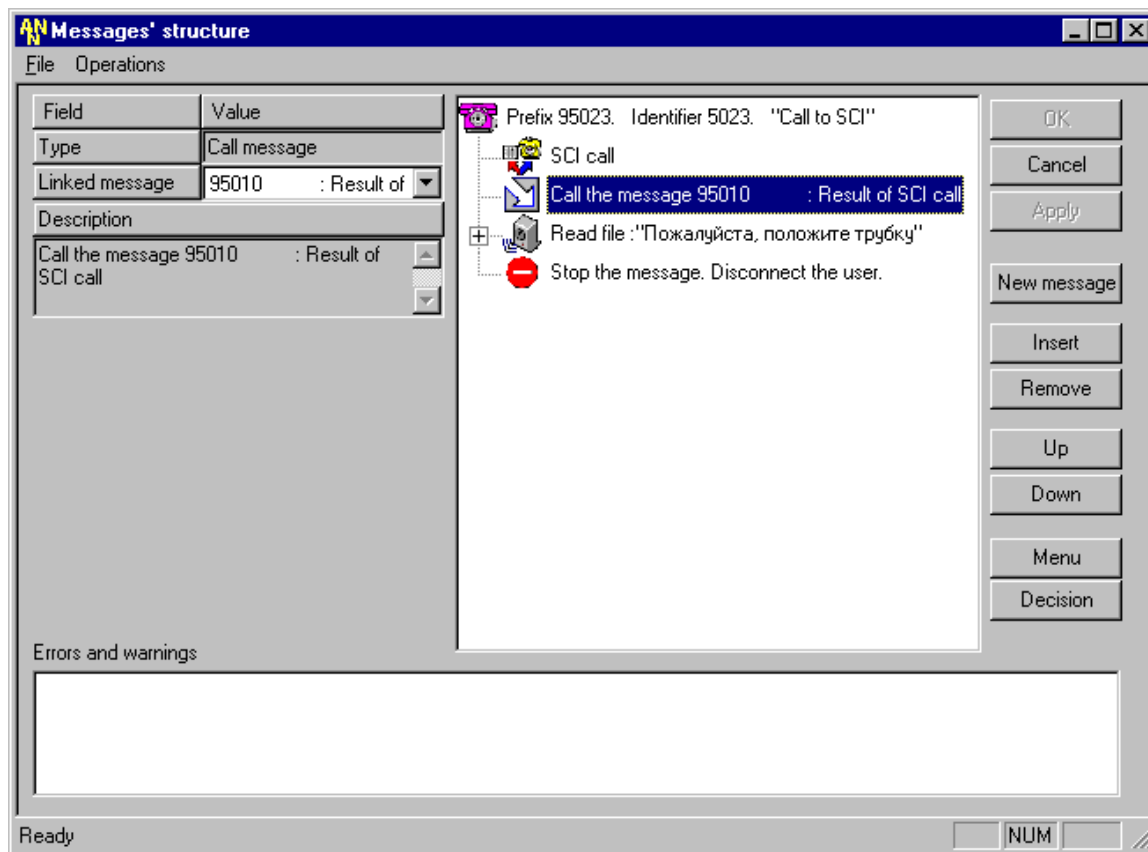 Messages' structure
File Operations
Field Value
Type Call message
Linked message 95010 : Result of
Description
Call the message 95010 : Result of
SCI call
Prefix 95023. Identifier 5023. "Call to SCI"
SCI call
Call the message 95010 : Result of SCI call
Read file :"Пожалуйста, положите трубку"
Stop the message. Disconnect the user.
OK
Cancel
Apply
New message
Insert
Remove
Up
Down
Menu
Decision
Errors and warnings
Ready NUM